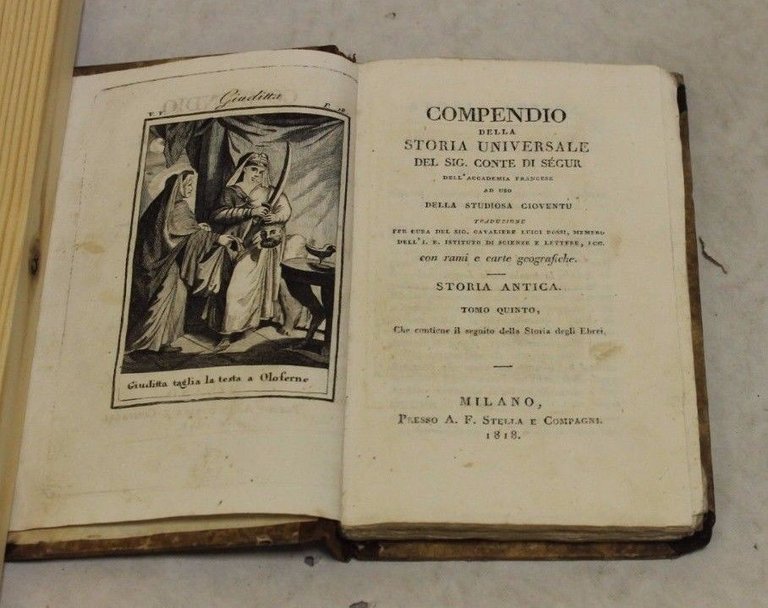 Giuditta
T. V
P. 18
Giuditta taglia la testa a Oloferne
COMPENDIO
DELLA
STORIA UNIVERSALE
DEL SIG. CONTE DI SÉGUR
DELL'ACCADEMIA FRANCESE
AD USO
DELLA STUDIOSA GIOVENTÙ
TRADUZIONE
PER CURA DEL SIG. CAVALIERE LUIGI ROSSI, MEMBRO
DELL'I. R. ISTITUTO DI SCIENZE E LETTERE, ECC.
con rami e carte geografiche.
STORIA ANTICA.
TOMO QUINTO,
Che contiene il seguito della Storia degli Ebrei.
MILANO,
PRESSO A. F. STELLA E COMPAGNI.
1818.